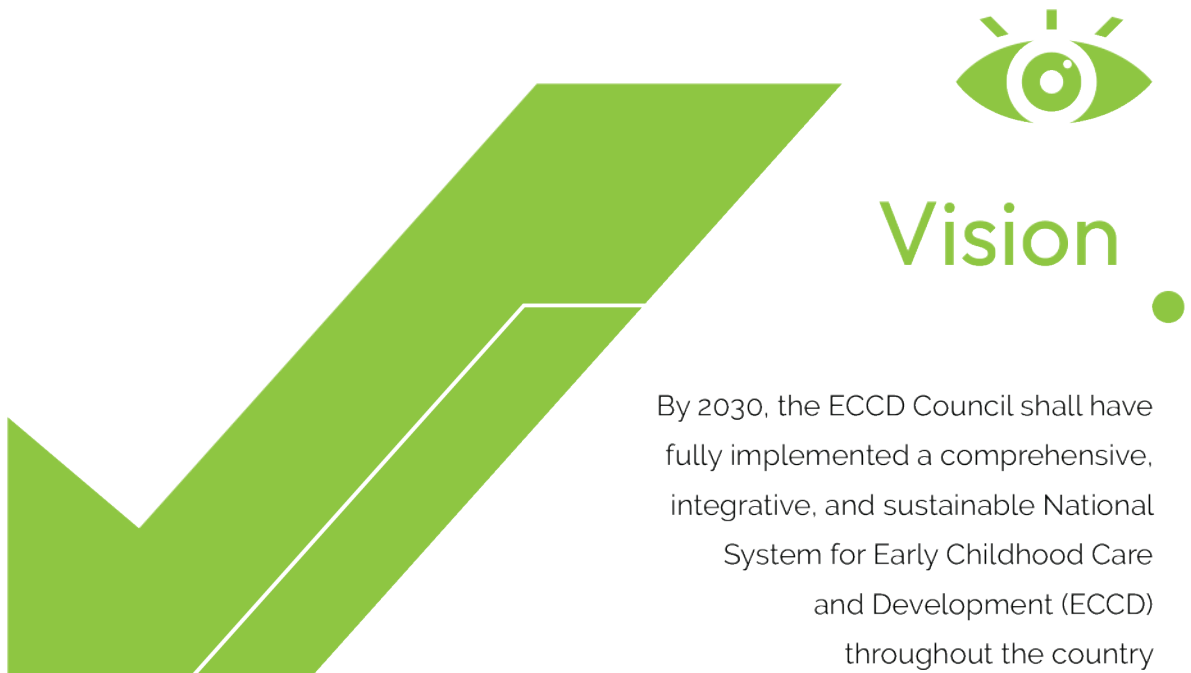 Vision
By 2030, the ECCD Council shall have
fully implemented a comprehensive,
integrative, and sustainable National
System for Early Childhood Care
and Development (ECCD)
throughout the country